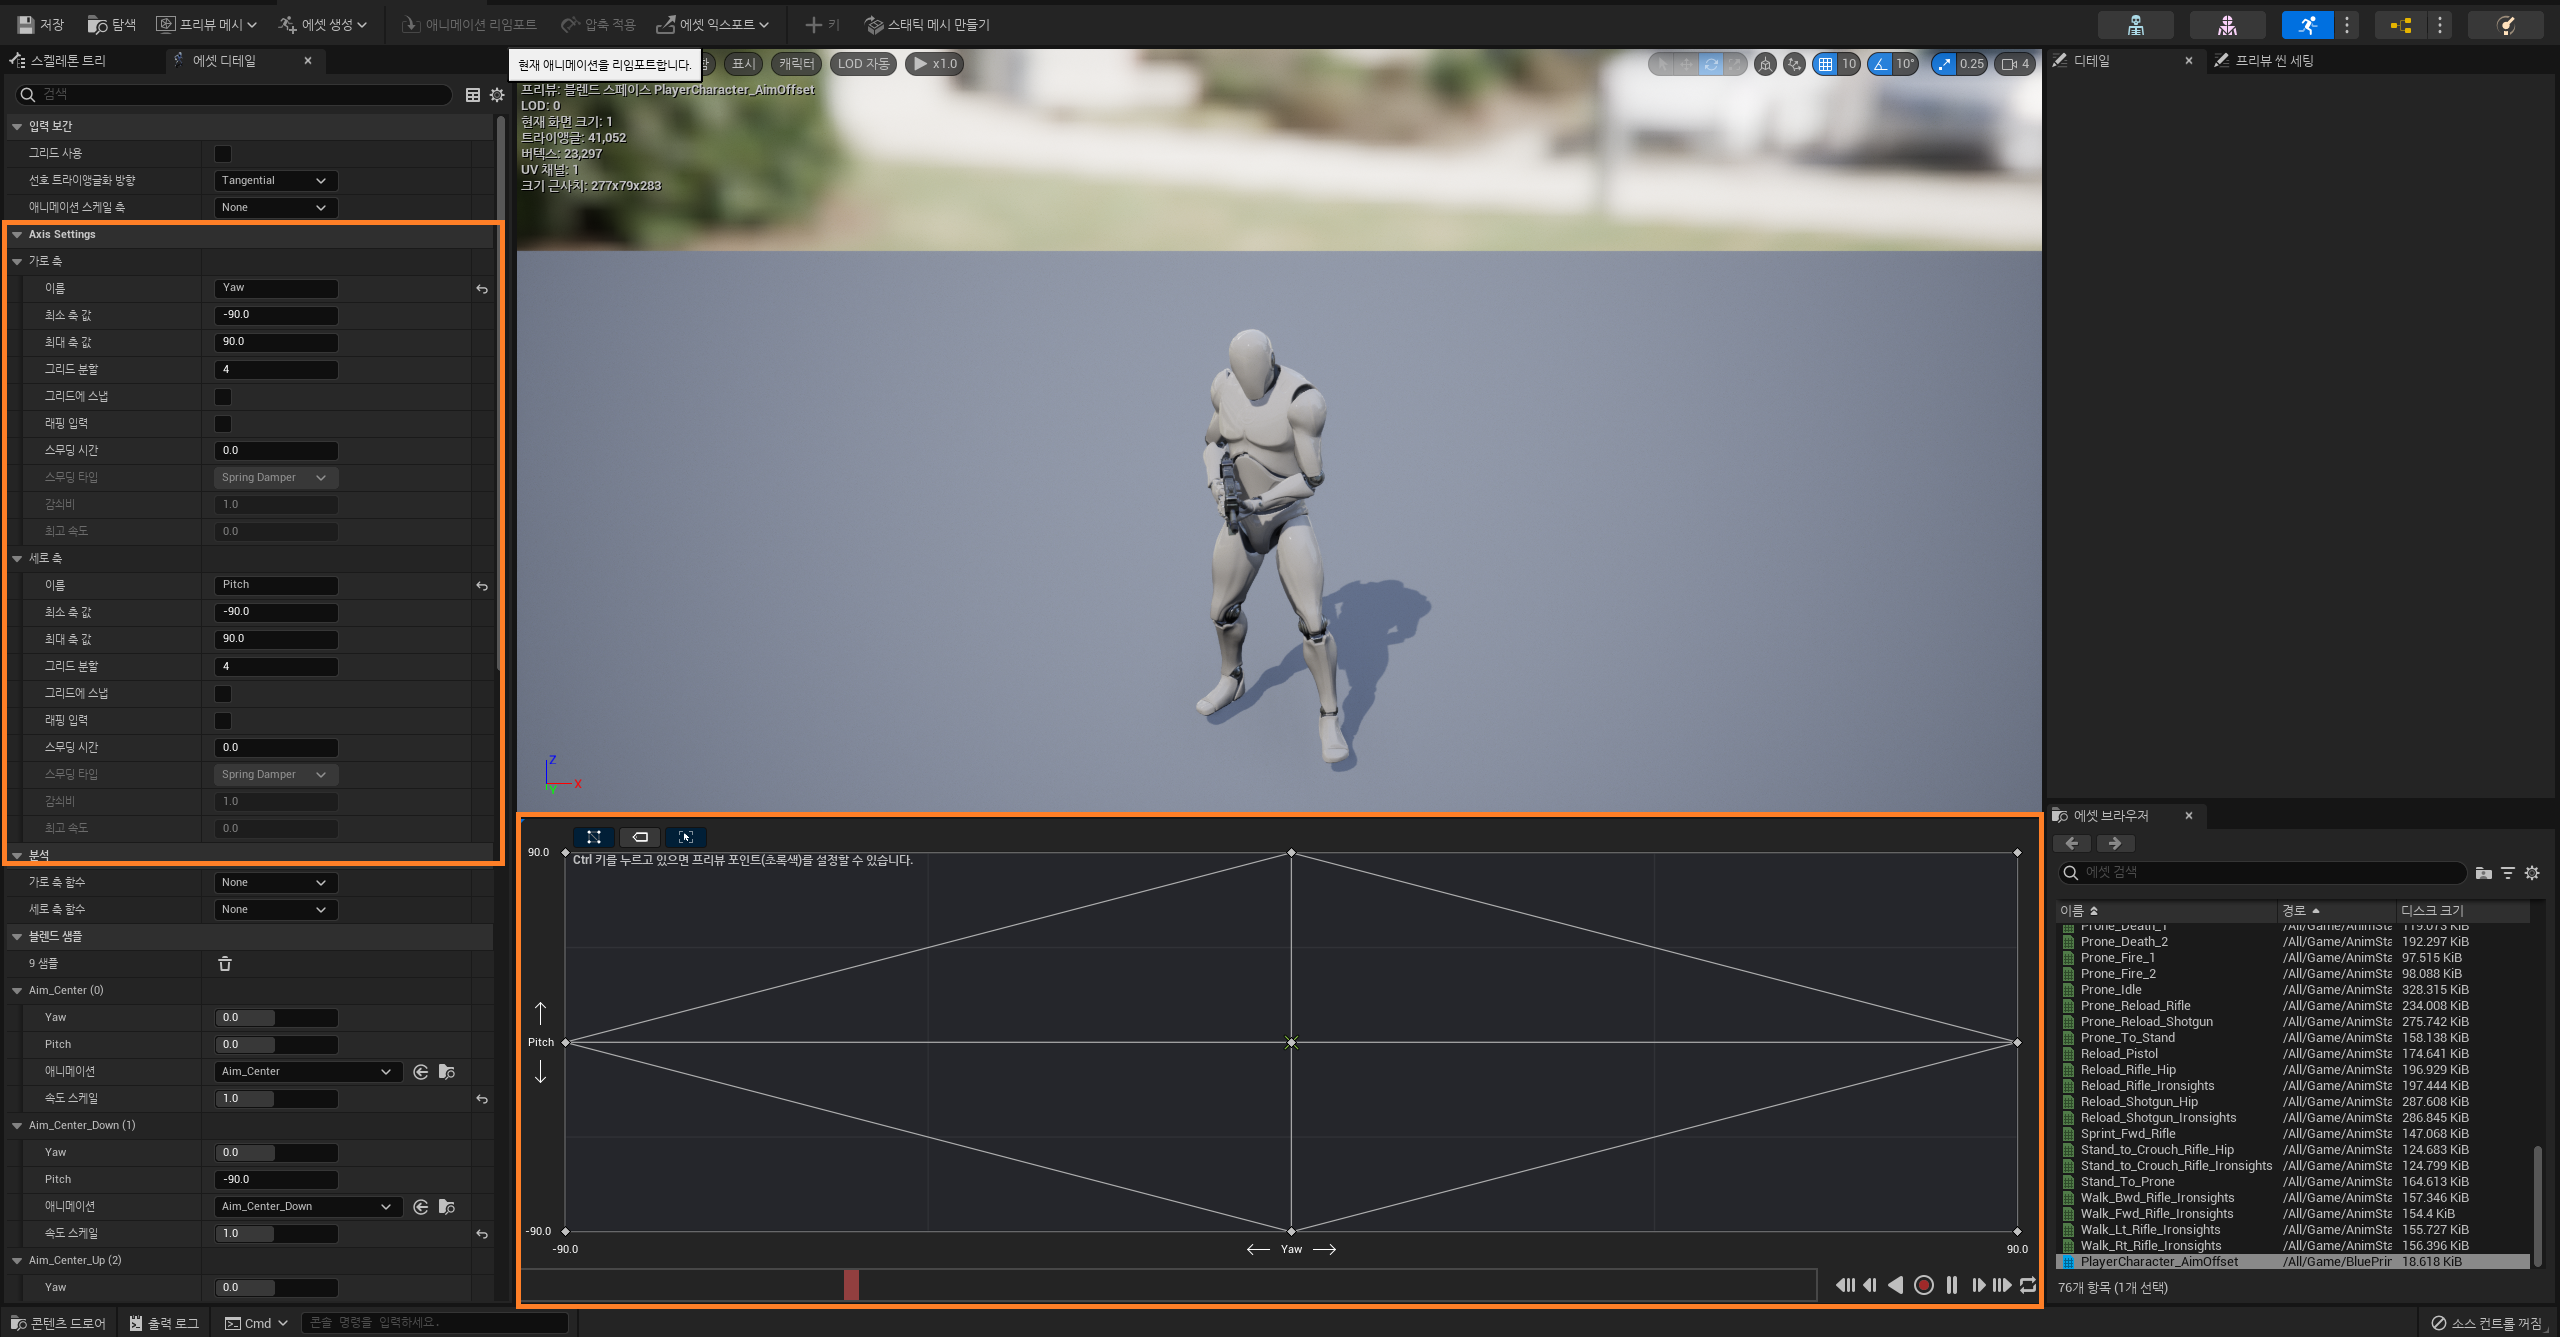 저장
탐색
프리뷰 메시
에셋 생성
애니메이션 리임포트
압축 적용
에셋 익스포트
키
스태틱 메시 만들기
스켈레톤 트리
에셋 디테일
현재 애니메이션을 리임포트합니다.
표시
캐릭터
LOD 자동
x1.0
10
10°
0.25
4
디테일
프리뷰 씬 세팅
검색
프리뷰: 블렌드 스페이스 PlayerCharacter_AimOffset
LOD: 0
현재 화면 크기: 1
트라이앵글: 41,052
버텍스: 23,297
UV 채널: 1
크기 근사치: 277x79x283
입력 보간
그리드 사용
선호 트라이앵글화 방향
Tangential
애니메이션 스케일 축
None
Axis Settings
가로 축
이름
Yaw
최소 축 값
-90.0
최대 축 값
90.0
그리드 분할
4
그리드에 스냅
래핑 입력
스무딩 시간
0.0
스무딩 타입
Spring Damper
감쇠비
1.0
최고 속도
0.0
세로 축
이름
Pitch
최소 축 값
-90.0
최대 축 값
90.0
그리드 분할
4
그리드에 스냅
래핑 입력
스무딩 시간
0.0
스무딩 타입
Spring Damper
감쇠비
1.0
최고 속도
0.0
분석
가로 축 함수
None
세로 축 함수
None
블렌드 샘플
9 샘플
Aim_Center (0)
Yaw
0.0
Pitch
0.0
애니메이션
Aim_Center
속도 스케일
1.0
Aim_Center_Down (1)
Yaw
0.0
Pitch
-90.0
애니메이션
Aim_Center_Down
속도 스케일
1.0
Aim_Center_Up (2)
Yaw
0.0
Z
X
Y
90.0
Ctrl 키를 누르고 있으면 프리뷰 포인트(초록색)를 설정할 수 있습니다.
Pitch
-90.0
-90.0
Yaw
90.0
에셋 브라우저
에셋 검색
이름
경로
디스크 크기
Prone_Death_1 /All/Game/AnimSta 119.073 KiB
Prone_Death_2 /All/Game/AnimSta 192.297 KiB
Prone_Fire_1 /All/Game/AnimSta 97.515 KiB
Prone_Fire_2 /All/Game/AnimSta 98.088 KiB
Prone_Idle /All/Game/AnimSta 328.315 KiB
Prone_Reload_Rifle /All/Game/AnimSta 234.008 KiB
Prone_Reload_Shotgun /All/Game/AnimSta 275.742 KiB
Prone_To_Stand /All/Game/AnimSta 158.138 KiB
Reload_Pistol /All/Game/AnimSta 174.641 KiB
Reload_Rifle_Hip /All/Game/AnimSta 196.929 KiB
Reload_Rifle_Ironsights /All/Game/AnimSta 197.444 KiB
Reload_Shotgun_Hip /All/Game/AnimSta 287.608 KiB
Reload_Shotgun_Ironsights /All/Game/AnimSta 286.845 KiB
Sprint_Fwd_Rifle /All/Game/AnimSta 147.068 KiB
Stand_to_Crouch_Rifle_Hip /All/Game/AnimSta 124.683 KiB
Stand_to_Crouch_Rifle_Ironsights /All/Game/AnimSta 124.799 KiB
Stand_To_Prone /All/Game/AnimSta 164.613 KiB
Walk_Bwd_Rifle_Ironsights /All/Game/AnimSta 157.346 KiB
Walk_Fwd_Rifle_Ironsights /All/Game/AnimSta 154.4 KiB
Walk_Lt_Rifle_Ironsights /All/Game/AnimSta 155.727 KiB
Walk_Rt_Rifle_Ironsights /All/Game/AnimSta 156.396 KiB
PlayerCharacter_AimOffset /All/Game/BluePrin 18.618 KiB
76개 항목 (1개 선택)
콘텐츠 드로어
출력 로그
Cmd
콘솔 명령을 입력하세요.
소스 컨트롤 꺼짐